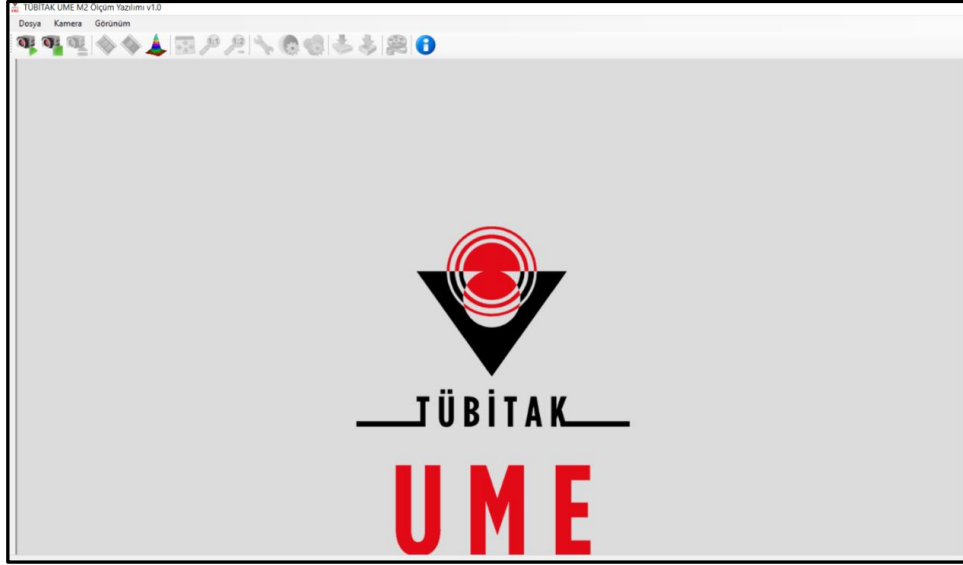 TÜBİTAK UME M2 Ölçüm Yazılımı v1.0
Dosya Kamera Görünüm
TÜBİTAK
UME